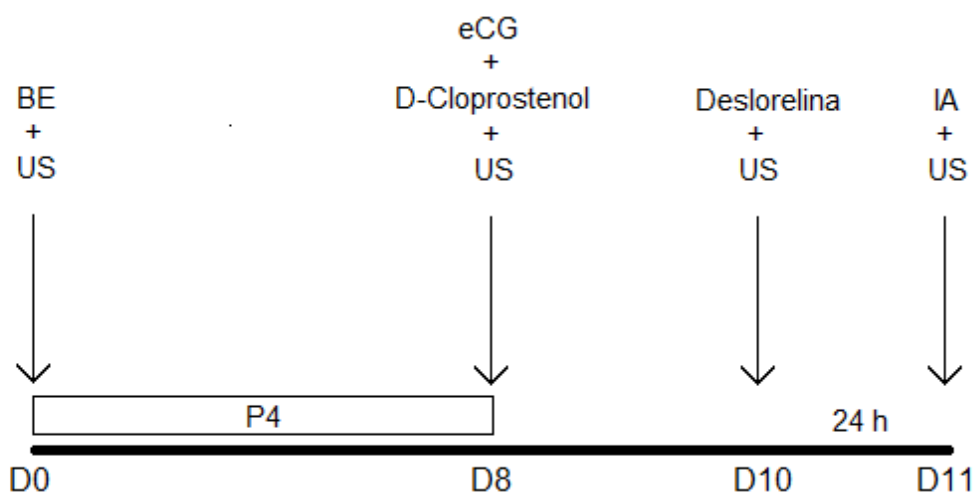 BE
+
US
eCG
+
D-Cloprostenol
+
US
Deslorelina
+
US
IA
+
US
P4
24 h
D0
D8
D10
D11